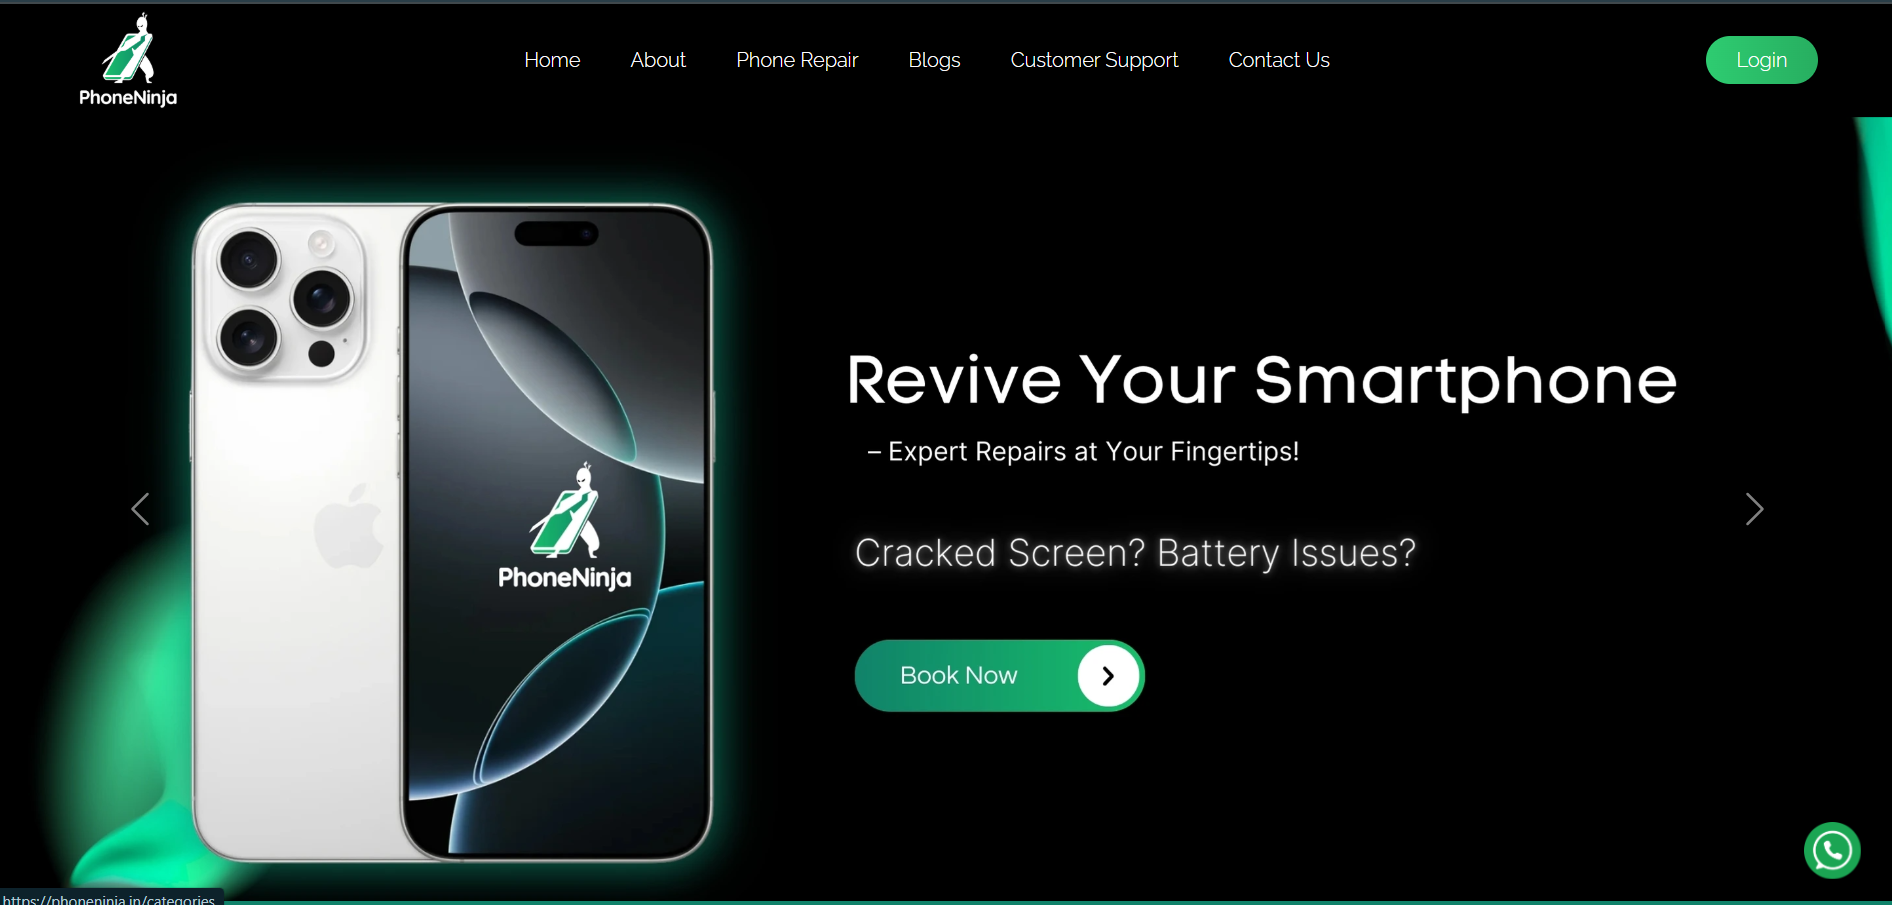 PhoneNinja
Home About Phone Repair Blogs Customer Support Contact Us
Login
Revive Your Smartphone
– Expert Repairs at Your Fingertips!
Cracked Screen? Battery Issues?
PhoneNinja
Book Now
https://phoneninja.in/categories